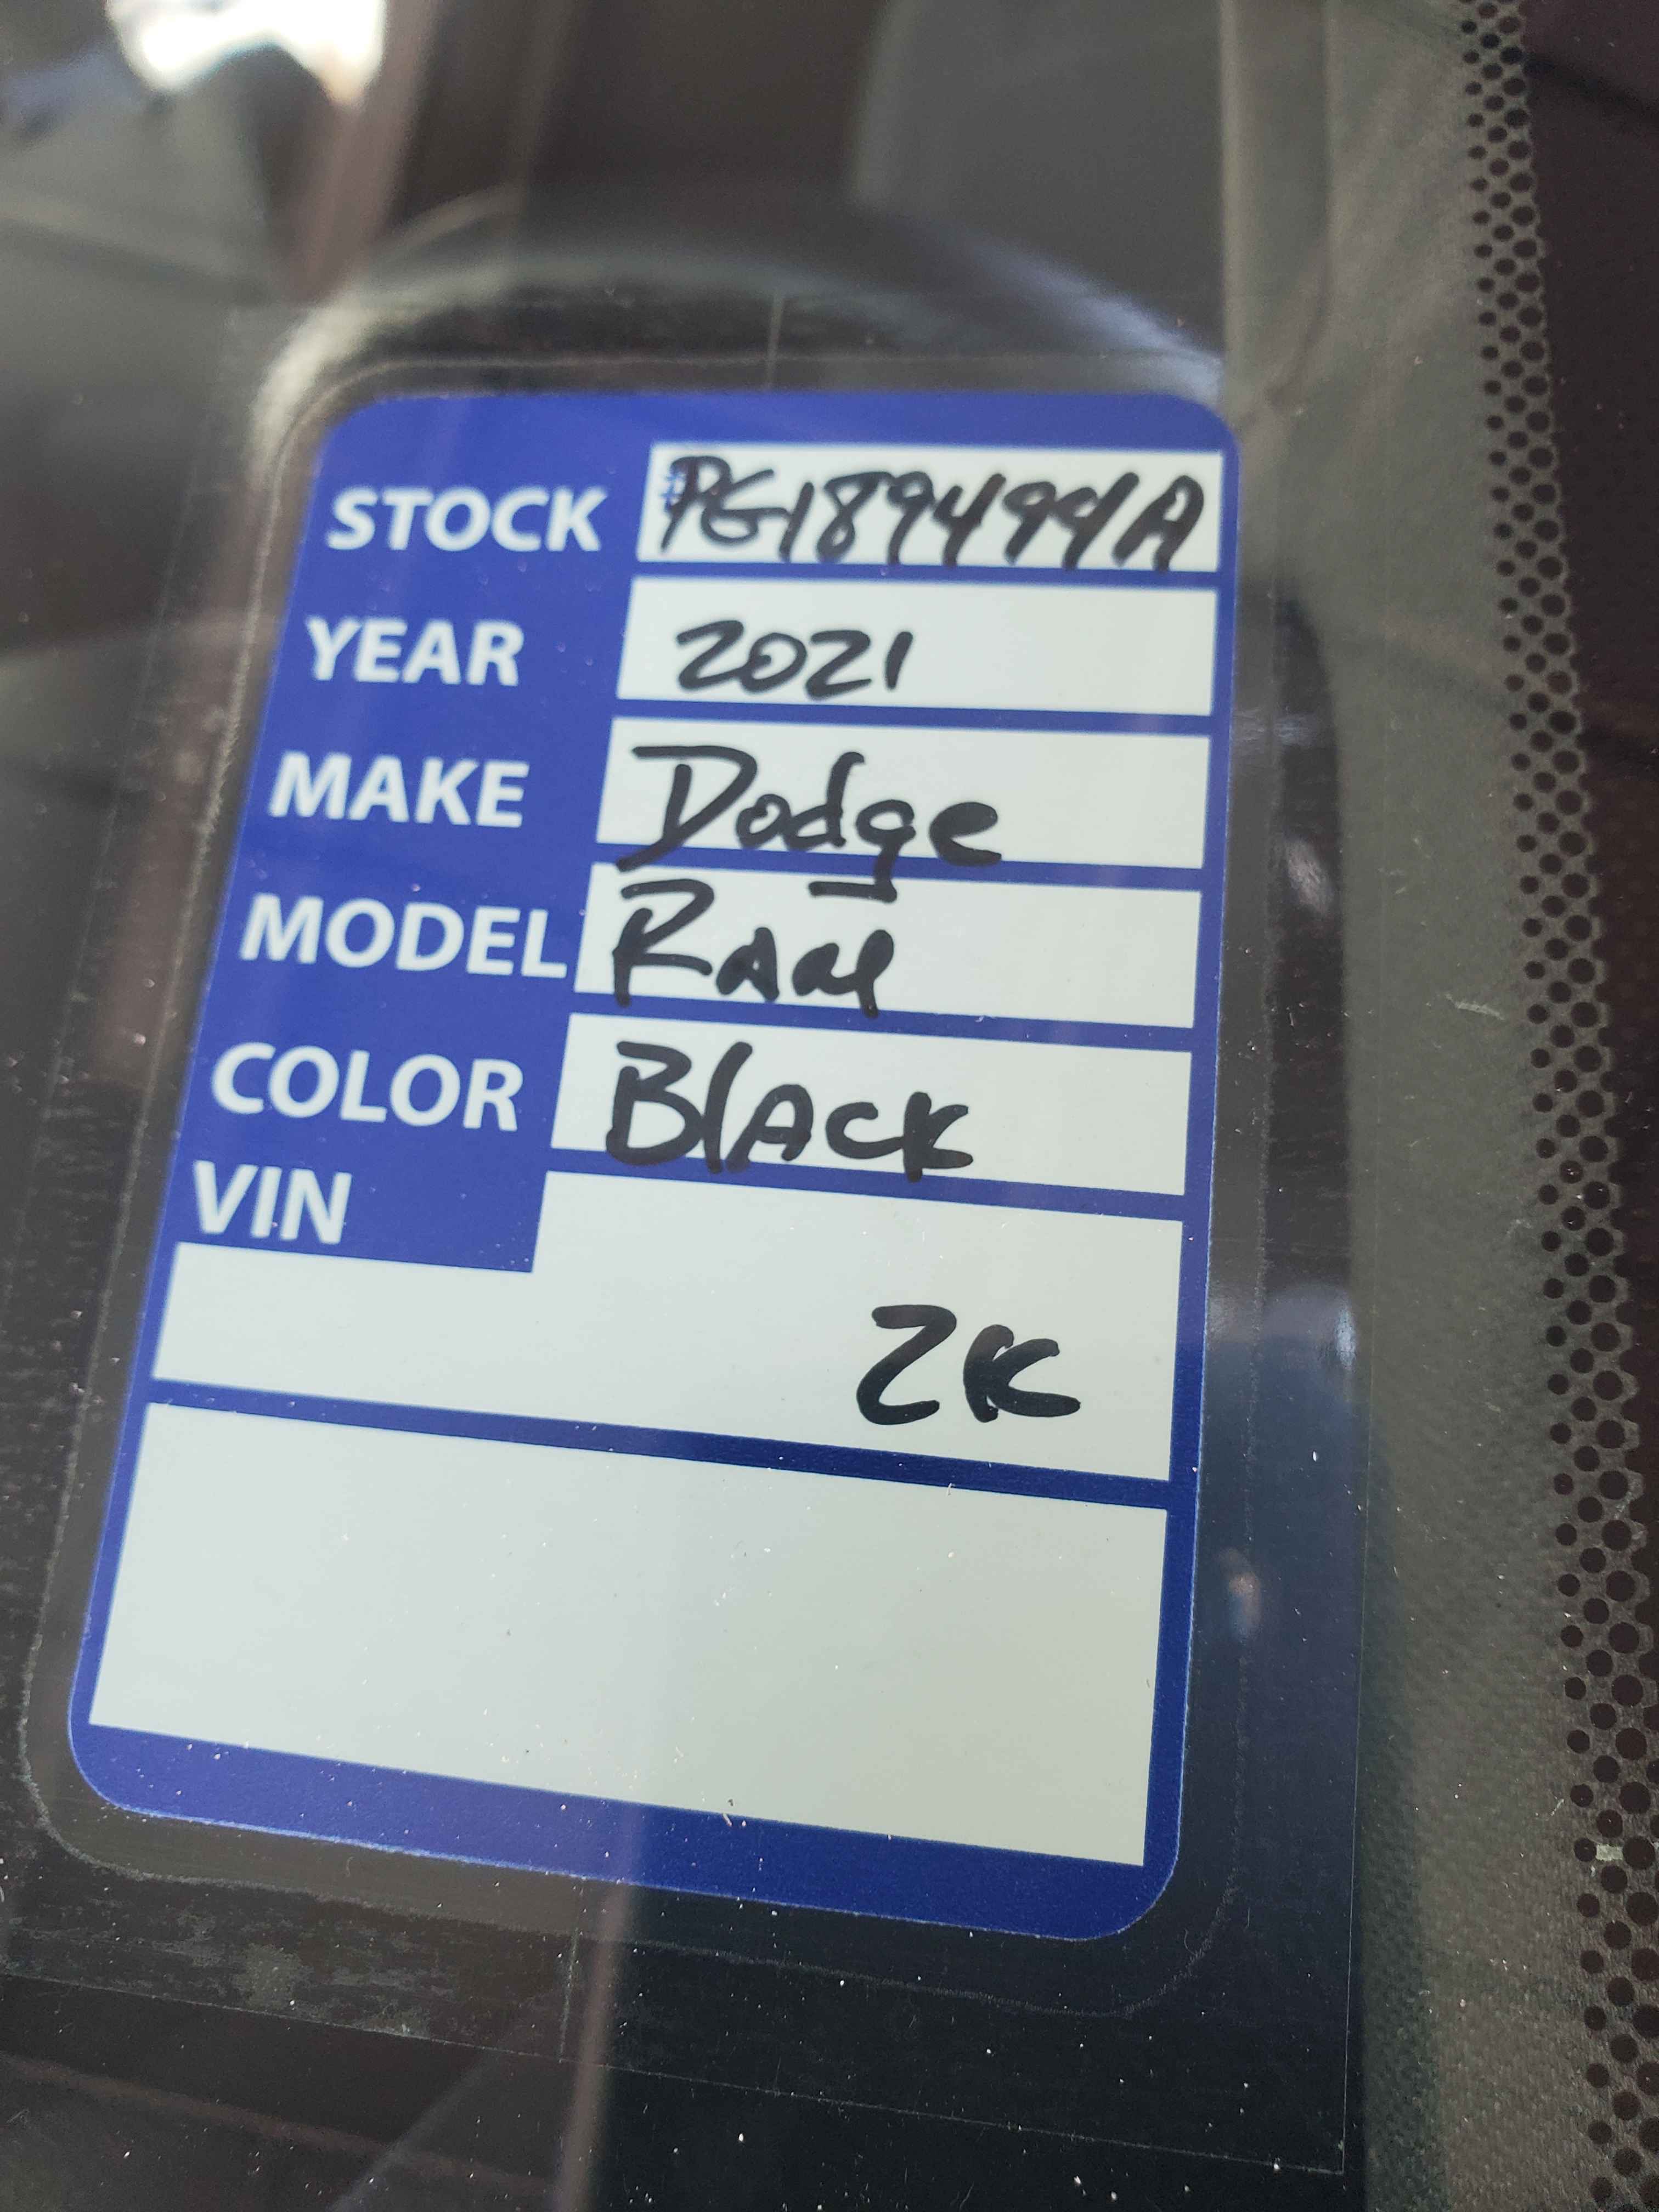 STOCK #PG189499A
YEAR 2021
MAKE Dodge
MODEL RAM
COLOR BlACK
VIN
2K